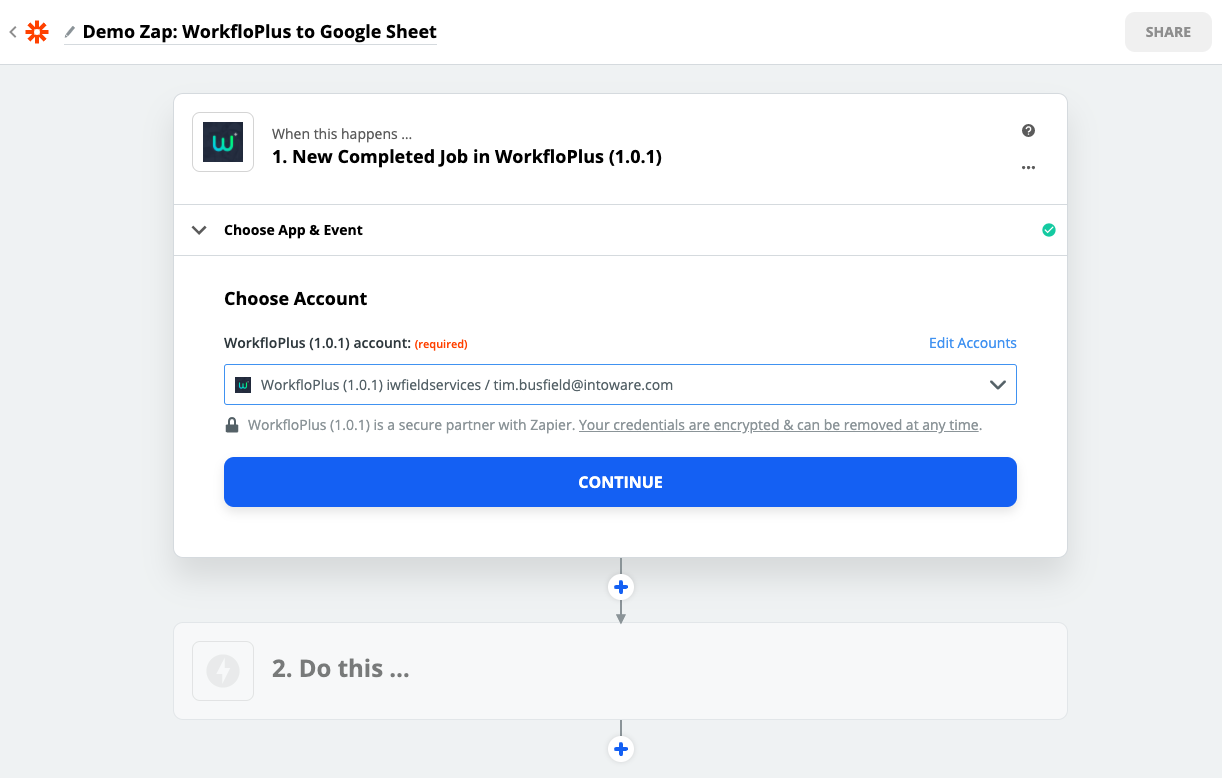 Demo Zap: WorkfloPlus to Google Sheet
SHARE
When this happens ...
1. New Completed Job in WorkfloPlus (1.0.1)
Choose App & Event
Choose Account
WorkfloPlus (1.0.1) account: (required)
Edit Accounts
WorkfloPlus (1.0.1) iwfieldservices / tim.busfield@intoware.com
WorkfloPlus (1.0.1) is a secure partner with Zapier. Your credentials are encrypted & can be removed at any time.
CONTINUE
2. Do this ...